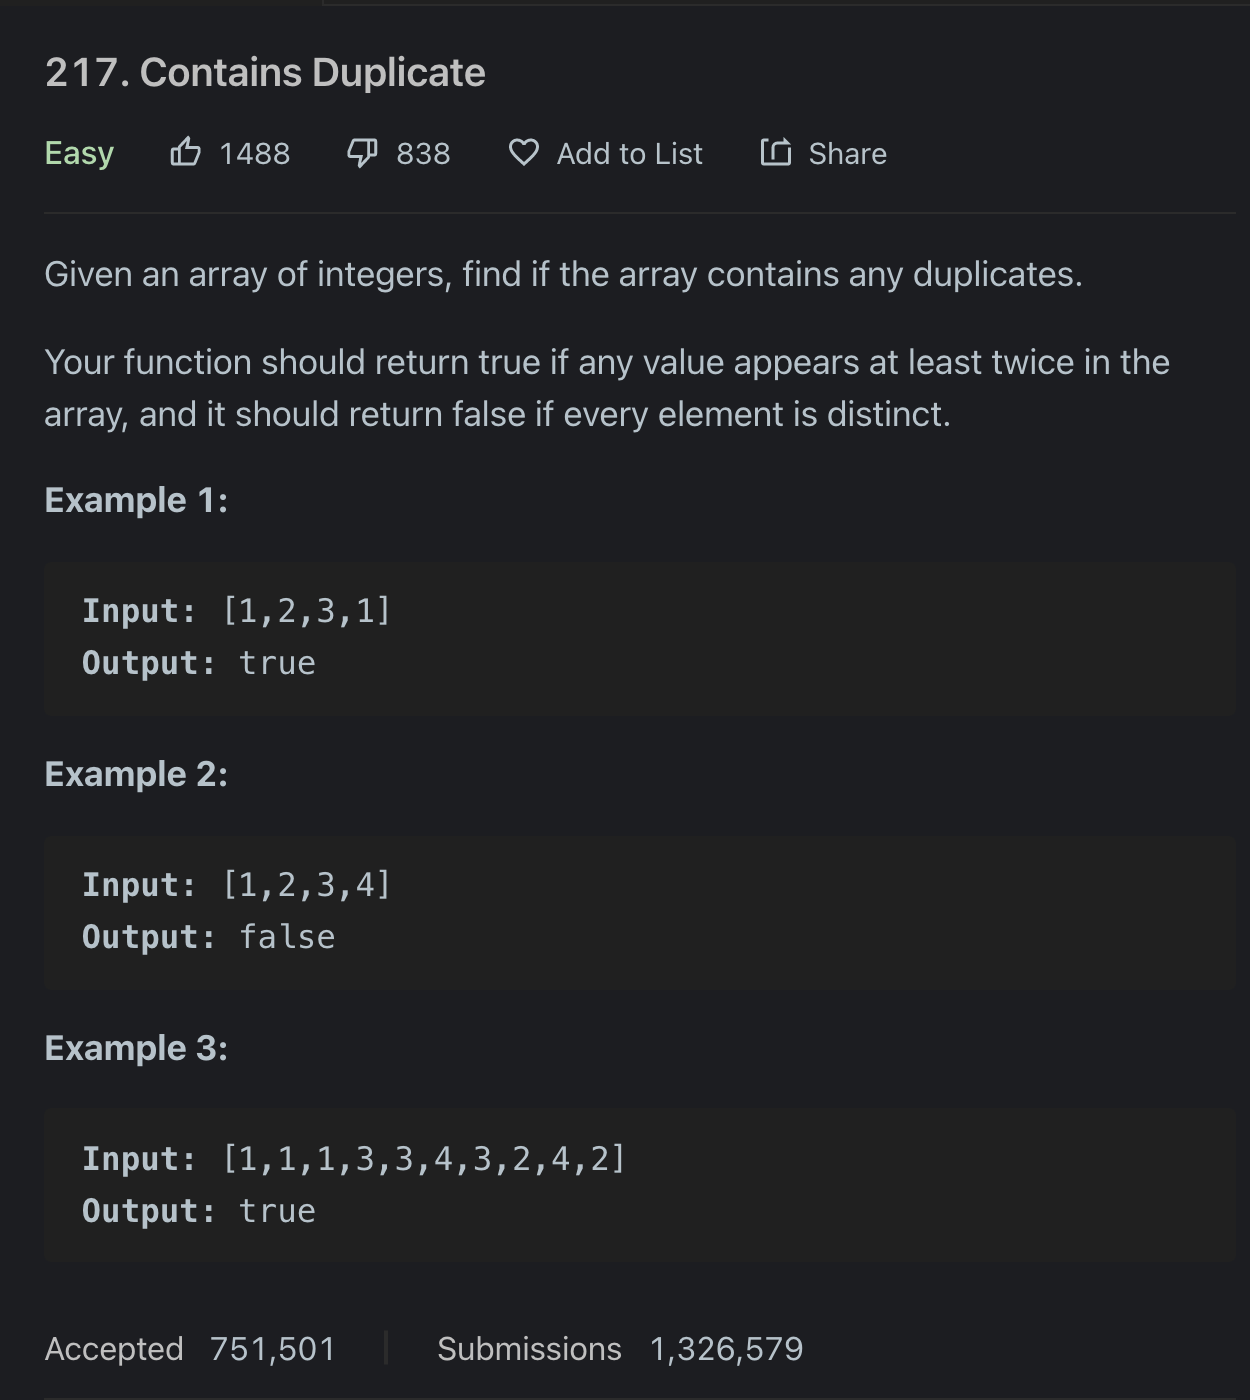 217. Contains Duplicate
Easy 1488 838 Add to List Share
Given an array of integers, find if the array contains any duplicates.
Your function should return true if any value appears at least twice in the
array, and it should return false if every element is distinct.
Example 1:
Input: [1,2,3,1]
Output: true
Example 2:
Input: [1,2,3,4]
Output: false
Example 3:
Input: [1,1,1,3,3,4,3,2,4,2]
Output: true
Accepted 751,501 Submissions 1,326,579